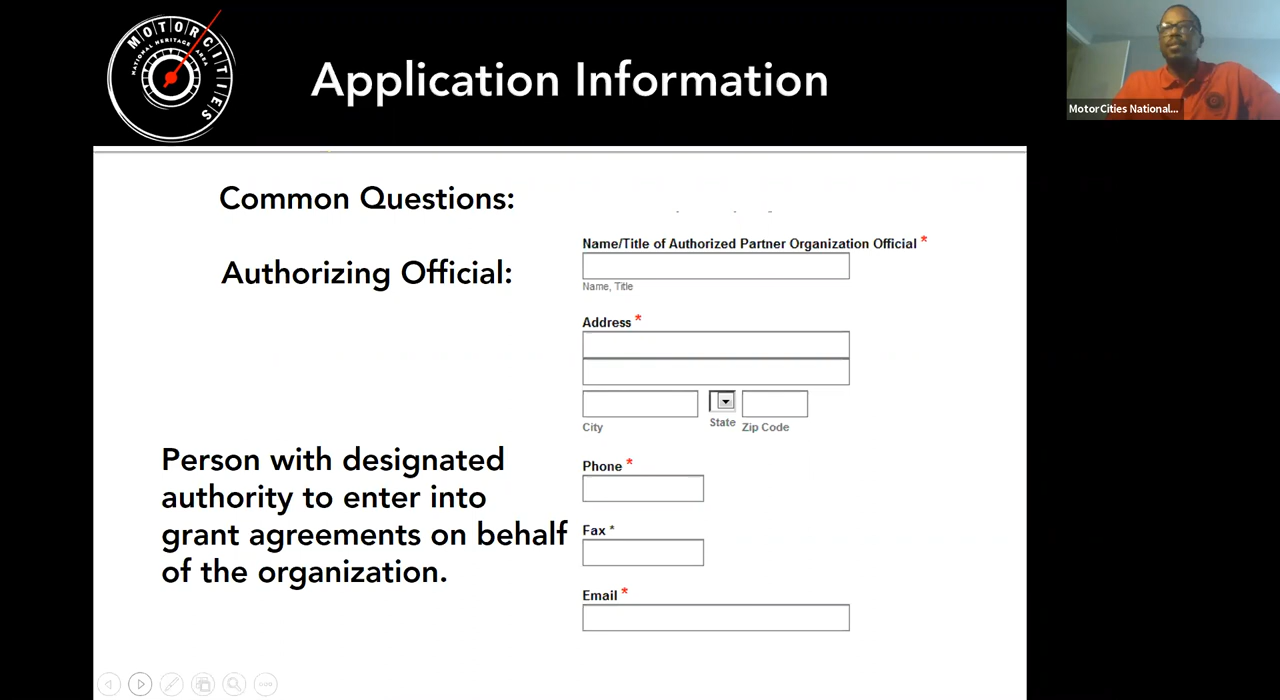 MOTORCITIES
NATIONAL HERITAGE AREA
Application Information
MotorCities National...
Common Questions:
Authorizing Official:
Person with designated
authority to enter into
grant agreements on behalf
of the organization.
Name/Title of Authorized Partner Organization Official *
Name, Title
Address *
City
State
Zip Code
Phone *
Fax *
Email *